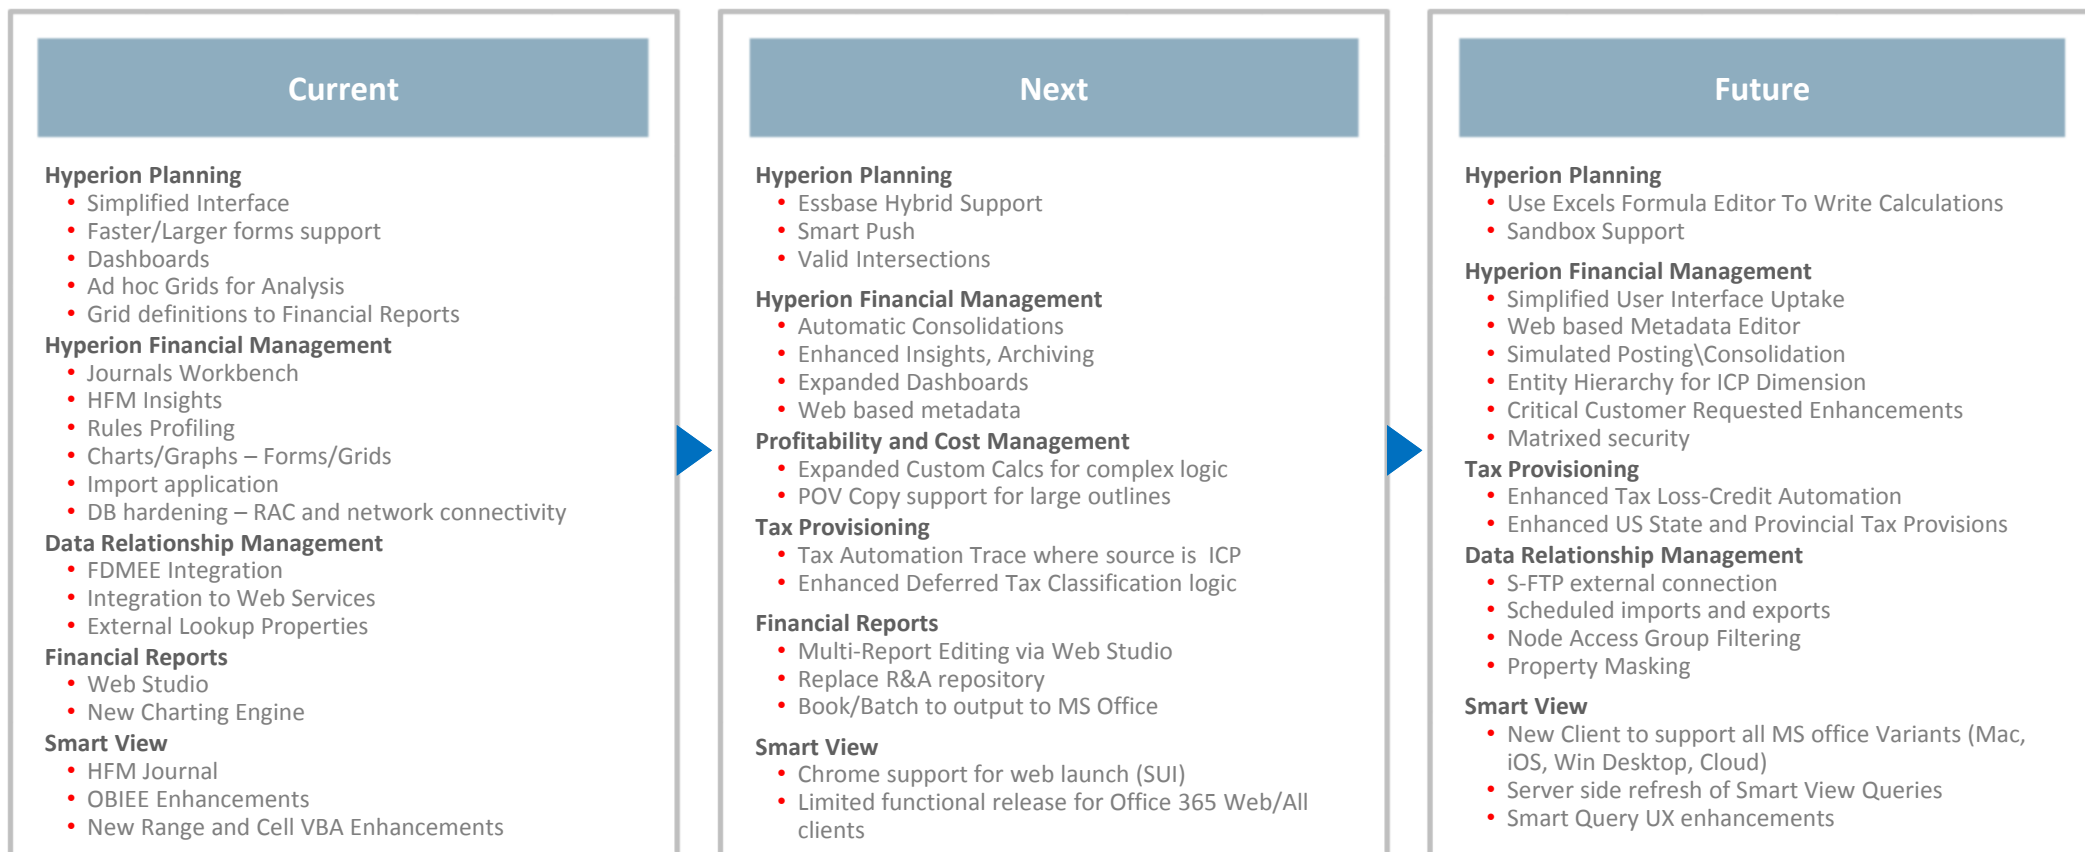 Current
Hyperion Planning
• Simplified Interface
• Faster/Larger forms support
• Dashboards
• Ad hoc Grids for Analysis
• Grid definitions to Financial Reports
Hyperion Financial Management
• Journals Workbench
• HFM Insights
• Rules Profiling
• Charts/Graphs – Forms/Grids
• Import application
• DB hardening – RAC and network connectivity
Data Relationship Management
• FDMEE Integration
• Integration to Web Services
• External Lookup Properties
Financial Reports
• Web Studio
• New Charting Engine
Smart View
• HFM Journal
• OBIEE Enhancements
• New Range and Cell VBA Enhancements
Next
Hyperion Planning
• Essbase Hybrid Support
• Smart Push
• Valid Intersections
Hyperion Financial Management
• Automatic Consolidations
• Enhanced Insights, Archiving
• Expanded Dashboards
• Web based metadata
Profitability and Cost Management
• Expanded Custom Calcs for complex logic
• POV Copy support for large outlines
Tax Provisioning
• Tax Automation Trace where source is ICP
• Enhanced Deferred Tax Classification logic
Financial Reports
• Multi-Report Editing via Web Studio
• Replace R&A repository
• Book/Batch to output to MS Office
Smart View
• Chrome support for web launch (SUI)
• Limited functional release for Office 365 Web/All
clients
Future
Hyperion Planning
• Use Excels Formula Editor To Write Calculations
• Sandbox Support
Hyperion Financial Management
• Simplified User Interface Uptake
• Web based Metadata Editor
• Simulated Posting\Consolidation
• Entity Hierarchy for ICP Dimension
• Critical Customer Requested Enhancements
• Matrixed security
Tax Provisioning
• Enhanced Tax Loss-Credit Automation
• Enhanced US State and Provincial Tax Provisions
Data Relationship Management
• S-FTP external connection
• Scheduled imports and exports
• Node Access Group Filtering
• Property Masking
Smart View
• New Client to support all MS office Variants (Mac,
iOS, Win Desktop, Cloud)
• Server side refresh of Smart View Queries
• Smart Query UX enhancements